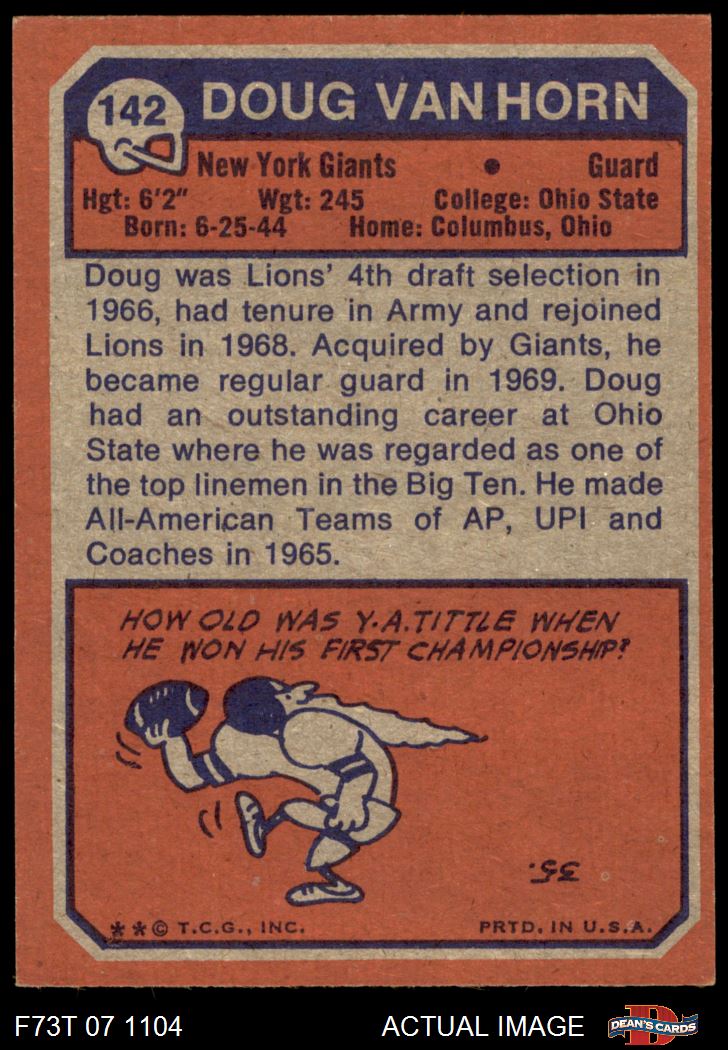 142
DOUG VAN HORN
New York Giants • Guard
Hgt: 6'2" Wgt: 245 College: Ohio State
Born: 6-25-44 Home: Columbus, Ohio
Doug was Lions' 4th draft selection in
1966, had tenure in Army and rejoined
Lions in 1968. Acquired by Giants, he
became regular guard in 1969. Doug
had an outstanding career at Ohio
State where he was regarded as one of
the top linemen in the Big Ten. He made
All-American Teams of AP, UPI and
Coaches in 1965.
HOW OLD WAS Y.A. TITTLE WHEN
HE WON HIS FIRST CHAMPIONSHIP?
35.
** © T.C.G., INC. PRTD. IN U.S.A.
F73T 07 1104 ACTUAL IMAGE
D
DEAN'S CARDS